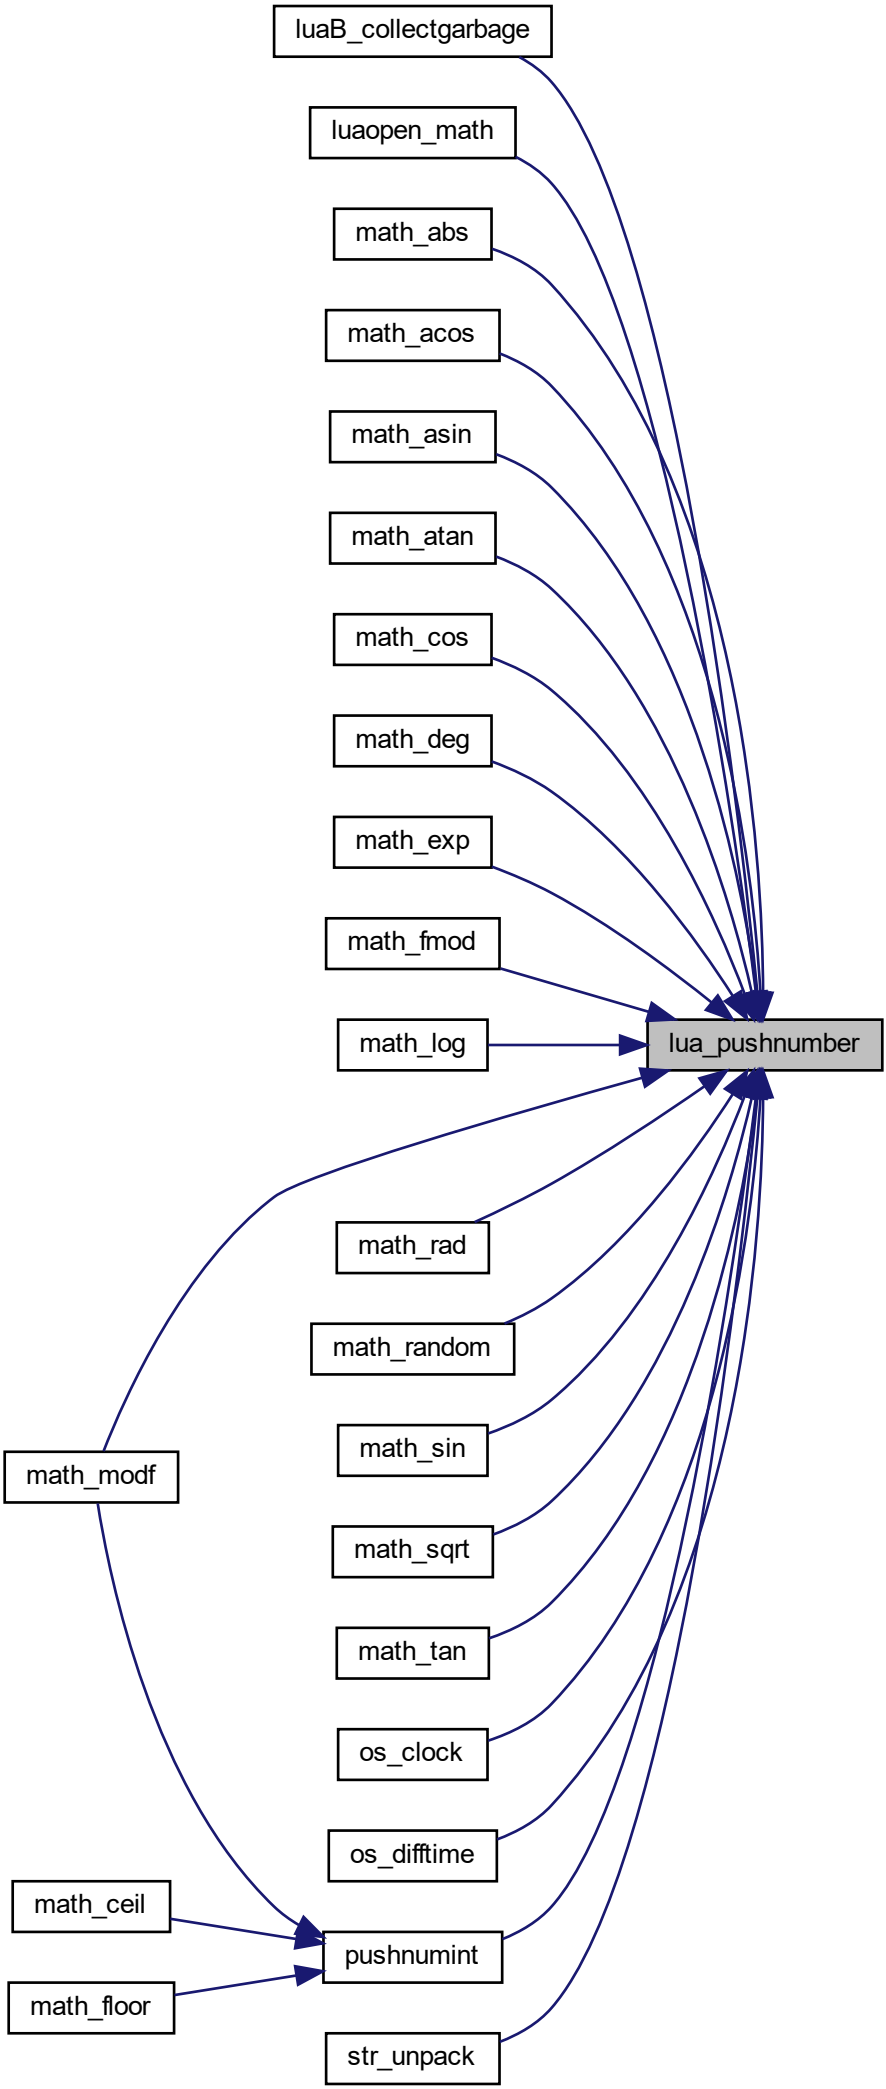 luaB_collectgarbage
luaopen_math
math_abs
math_acos
math_asin
math_atan
math_cos
math_deg
math_exp
math_fmod
math_log
lua_pushnumber
math_rad
math_random
math_sin
math_modf
math_sqrt
math_tan
os_clock
os_difftime
math_ceil
pushnumint
math_floor
str_unpack